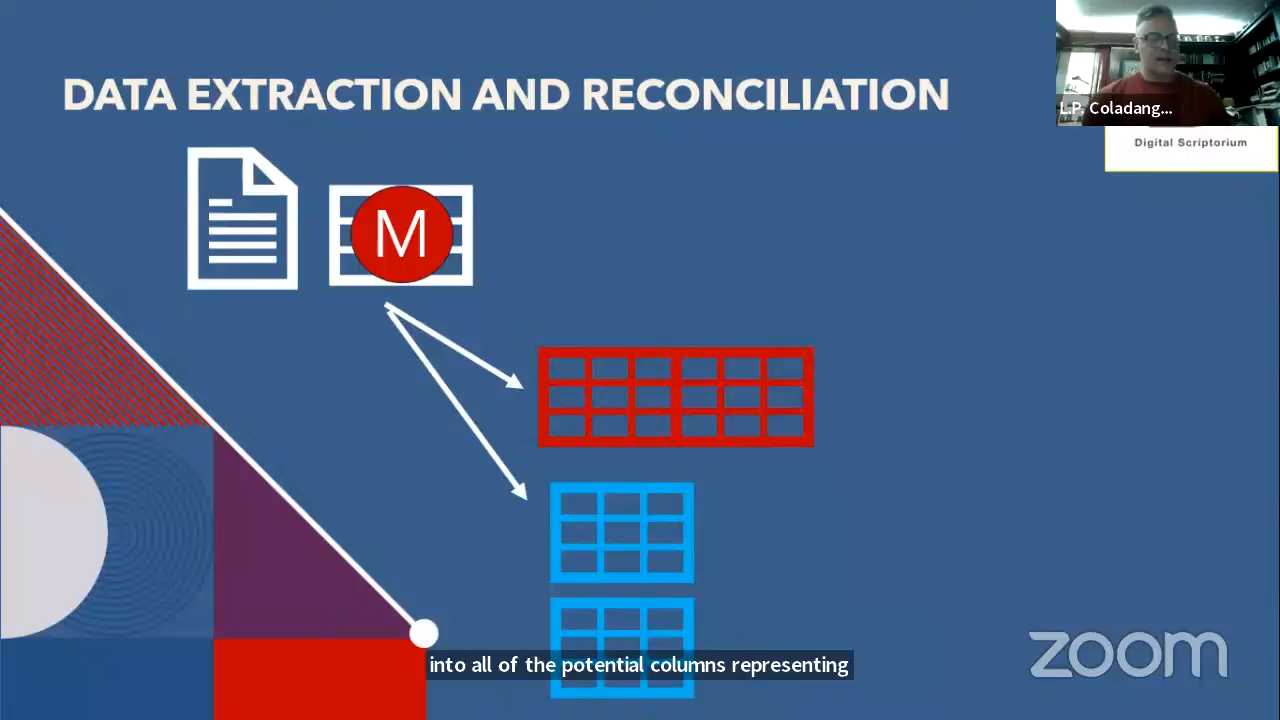 DATA EXTRACTION AND RECONCILIATION
L.P. Coladang...
Digital Scriptorium
M
into all of the potential columns representing
zoom